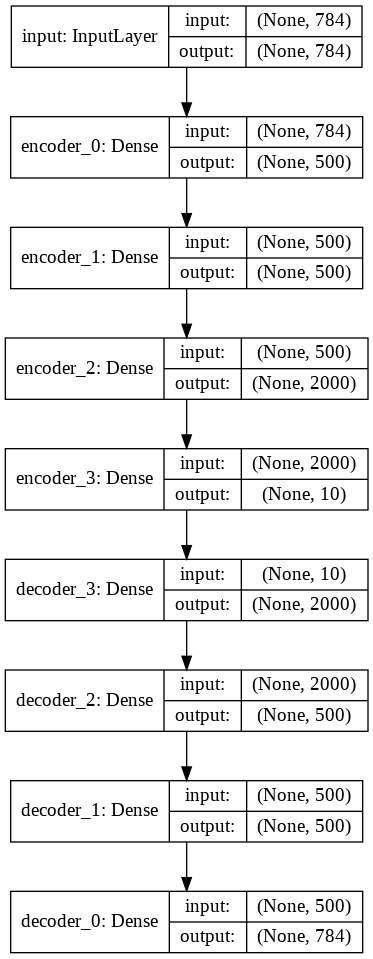 input: InputLayer
input: (None, 784)
output: (None, 784)
encoder_0: Dense
input: (None, 784)
output: (None, 500)
encoder_1: Dense
input: (None, 500)
output: (None, 500)
encoder_2: Dense
input: (None, 500)
output: (None, 2000)
encoder_3: Dense
input: (None, 2000)
output: (None, 10)
decoder_3: Dense
input: (None, 10)
output: (None, 2000)
decoder_2: Dense
input: (None, 2000)
output: (None, 500)
decoder_1: Dense
input: (None, 500)
output: (None, 500)
decoder_0: Dense
input: (None, 500)
output: (None, 784)